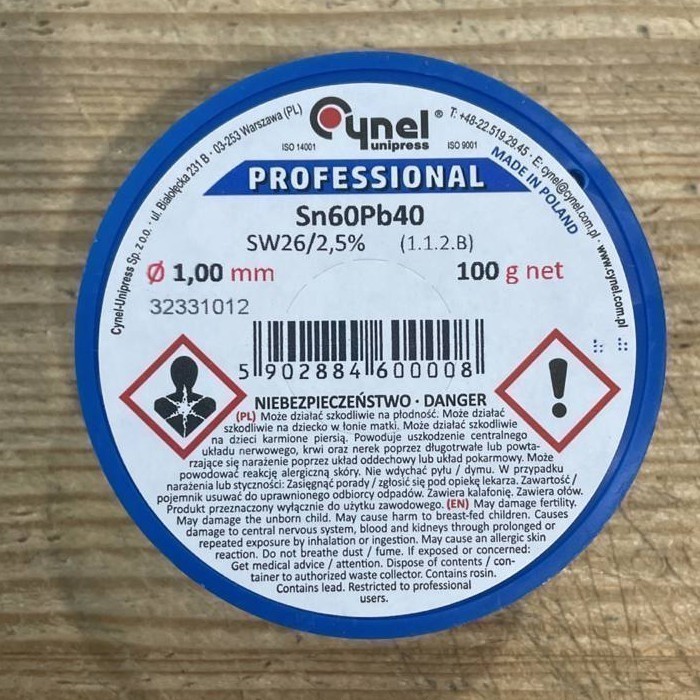 Cynel-Unipress Sp. z o.o. · ul. Białołęcka 231 B · 03-253 Warszawa (PL)
Cynel®
unipress
ISO 14001
ISO 9001
T: +48-22.519.29.45 · E: cynel@cynel.com.pl · www.cynel.com.pl
MADE IN POLAND
PROFESSIONAL
Sn60Pb40
SW26/2,5% (1.1.2.B)
Ø 1,00 mm 100 g net
32331012
5 902884 600008
NIEBEZPIECZEŃSTWO · DANGER
(PL) Może działać szkodliwie na płodność. Może działać
szkodliwie na dziecko w łonie matki. Może działać szkodliwie
na dzieci karmione piersią. Powoduje uszkodzenie centralnego
układu nerwowego, krwi oraz nerek poprzez długotrwałe lub powta-
rzające się narażenie poprzez układ oddechowy lub układ pokarmowy. Może
powodować reakcję alergiczną skóry. Nie wdychać pyłu / dymu. W przypadku
narażenia lub styczności: Zasięgnąć porady / zgłosić się pod opiekę lekarza. Zawartość /
pojemnik usuwać do uprawnionego odbiorcy odpadów. Zawiera kalafonię. Zawiera ołów.
Produkt przeznaczony wyłącznie do użytku zawodowego. (EN) May damage fertility.
May damage the unborn child. May cause harm to breast-fed children. Causes
damage to central nervous system, blood and kidneys through prolonged or
repeated exposure by inhalation or ingestion. May cause an allergic skin
reaction. Do not breathe dust / fume. If exposed or concerned:
Get medical advice / attention. Dispose of contents / con-
tainer to authorized waste collector. Contains rosin.
Contains lead. Restricted to professional
users.